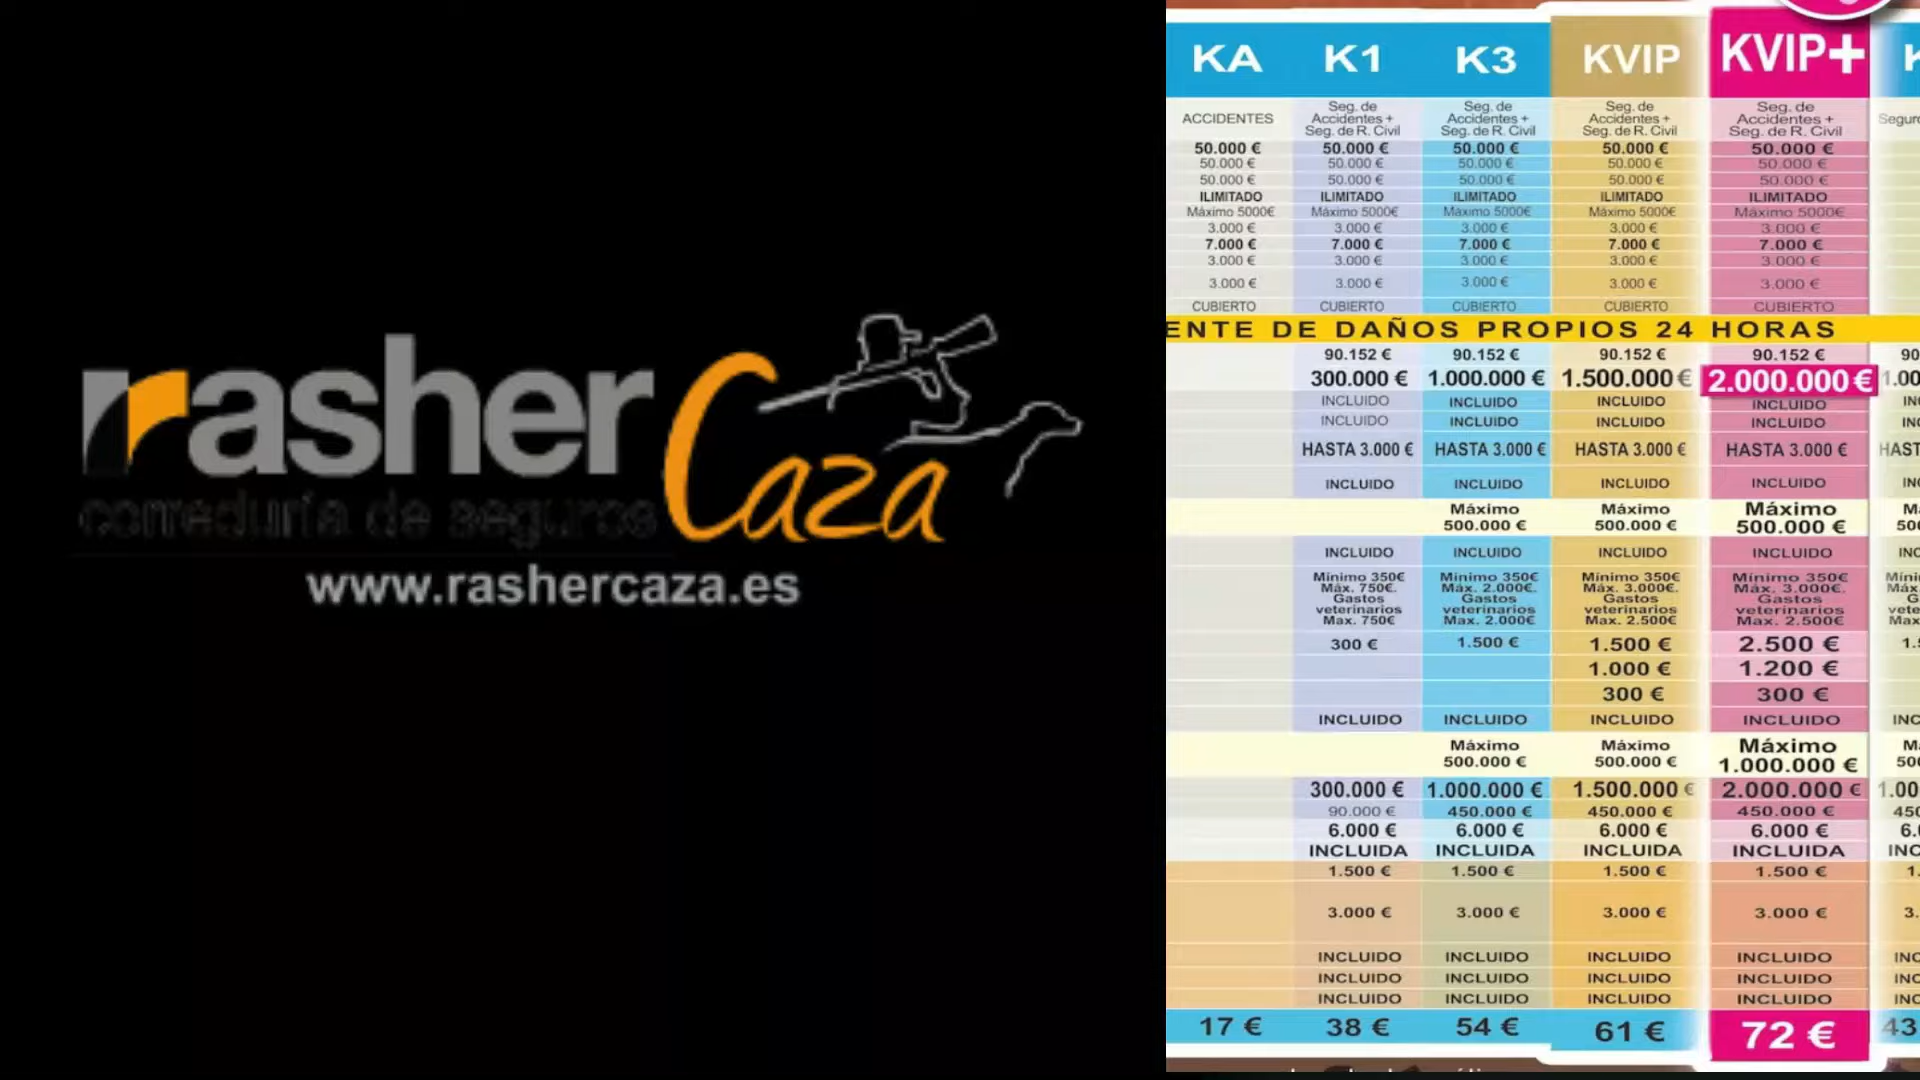 rasher Caza
correduría de seguros
www.rashercaza.es
KA K1 K3 KVIP KVIP+
ACCIDENTES Seg. de Accidentes + Seg. de R. Civil Seg. de Accidentes + Seg. de R. Civil Seg. de Accidentes + Seg. de R. Civil Seg. de Accidentes + Seg. de R. Civil
50.000 € 50.000 € 50.000 € 50.000 € 50.000 €
50.000 € 50.000 € 50.000 € 50.000 € 50.000 €
50.000 € 50.000 € 50.000 € 50.000 € 50.000 €
ILIMITADO ILIMITADO ILIMITADO ILIMITADO ILIMITADO
Máximo 5000€ Máximo 5000€ Máximo 5000€ Máximo 5000€ Máximo 5000€
3.000 € 3.000 € 3.000 € 3.000 € 3.000 €
7.000 € 7.000 € 7.000 € 7.000 € 7.000 €
3.000 € 3.000 € 3.000 € 3.000 € 3.000 €
3.000 € 3.000 € 3.000 € 3.000 € 3.000 €
CUBIERTO CUBIERTO CUBIERTO CUBIERTO CUBIERTO
ENTE DE DAÑOS PROPIOS 24 HORAS
90.152 € 90.152 € 90.152 € 90.152 €
300.000 € 1.000.000 € 1.500.000 € 2.000.000 €
INCLUIDO INCLUIDO INCLUIDO INCLUIDO
INCLUIDO INCLUIDO INCLUIDO INCLUIDO
HASTA 3.000 € HASTA 3.000 € HASTA 3.000 € HASTA 3.000 €
INCLUIDO INCLUIDO INCLUIDO INCLUIDO
Máximo Máximo Máximo
500.000 € 500.000 € 500.000 €
INCLUIDO INCLUIDO INCLUIDO INCLUIDO
Mínimo 350€ Mínimo 350€ Mínimo 350€ Mínimo 350€
Máx. 750€. Máx. 2.000€. Máx. 3.000€. Máx. 3.000€.
Gastos Gastos Gastos Gastos
veterinarios veterinarios veterinarios veterinarios
Max. 750€ Max. 2.000€ Max. 2.500€ Max. 2.500€
300 € 1.500 € 1.500 € 2.500 €
1.000 € 1.200 €
300 € 300 €
INCLUIDO INCLUIDO INCLUIDO INCLUIDO
Máximo Máximo Máximo
500.000 € 500.000 € 1.000.000 €
300.000 € 1.000.000 € 1.500.000 € 2.000.000 €
90.000 € 450.000 € 450.000 € 450.000 €
6.000 € 6.000 € 6.000 € 6.000 €
INCLUIDA INCLUIDA INCLUIDA INCLUIDA
1.500 € 1.500 € 1.500 € 1.500 €
3.000 € 3.000 € 3.000 € 3.000 €
INCLUIDO INCLUIDO INCLUIDO INCLUIDO
INCLUIDO INCLUIDO INCLUIDO INCLUIDO
INCLUIDO INCLUIDO INCLUIDO INCLUIDO
17 € 38 € 54 € 61 € 72 € 43